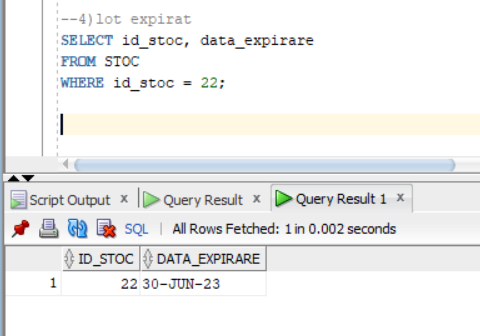 --4)lot expirat
SELECT id_stoc, data_expirare
FROM STOC
WHERE id_stoc = 22;
Script Output x Query Result x Query Result 1 x
SQL | All Rows Fetched: 1 in 0.002 seconds
ID_STOC DATA_EXPIRARE
1 22 30-JUN-23